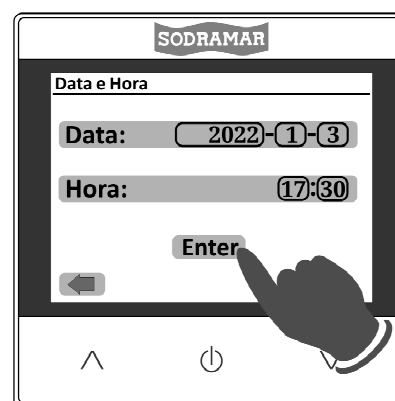 SODRAMAR
Data e Hora
Data: 2022-1-3
Hora: 17:30
Enter